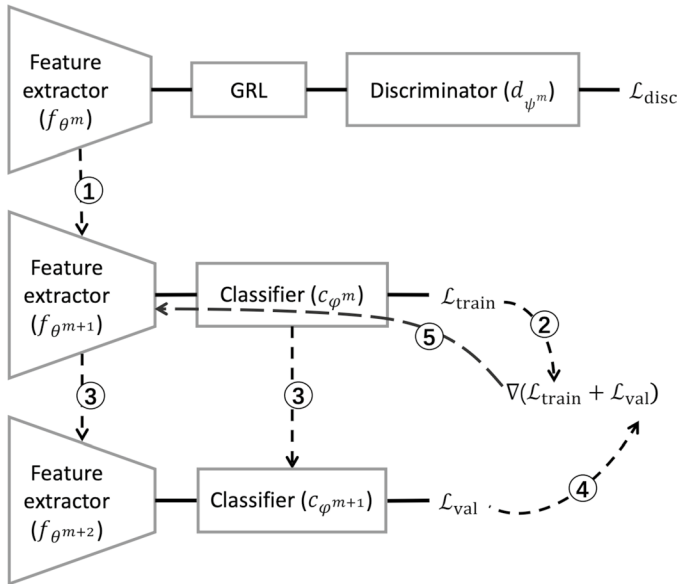 Feature
extractor
(f_{θ^m})
GRL
Discriminator (d_{ψ^m})
ℒ_disc
①
Feature
extractor
(f_{θ^{m+1}})
Classifier (c_{φ^m})
ℒ_train
②
⑤
③
③
∇(ℒ_train + ℒ_val)
Feature
extractor
(f_{θ^{m+2}})
Classifier (c_{φ^{m+1}})
ℒ_val
④